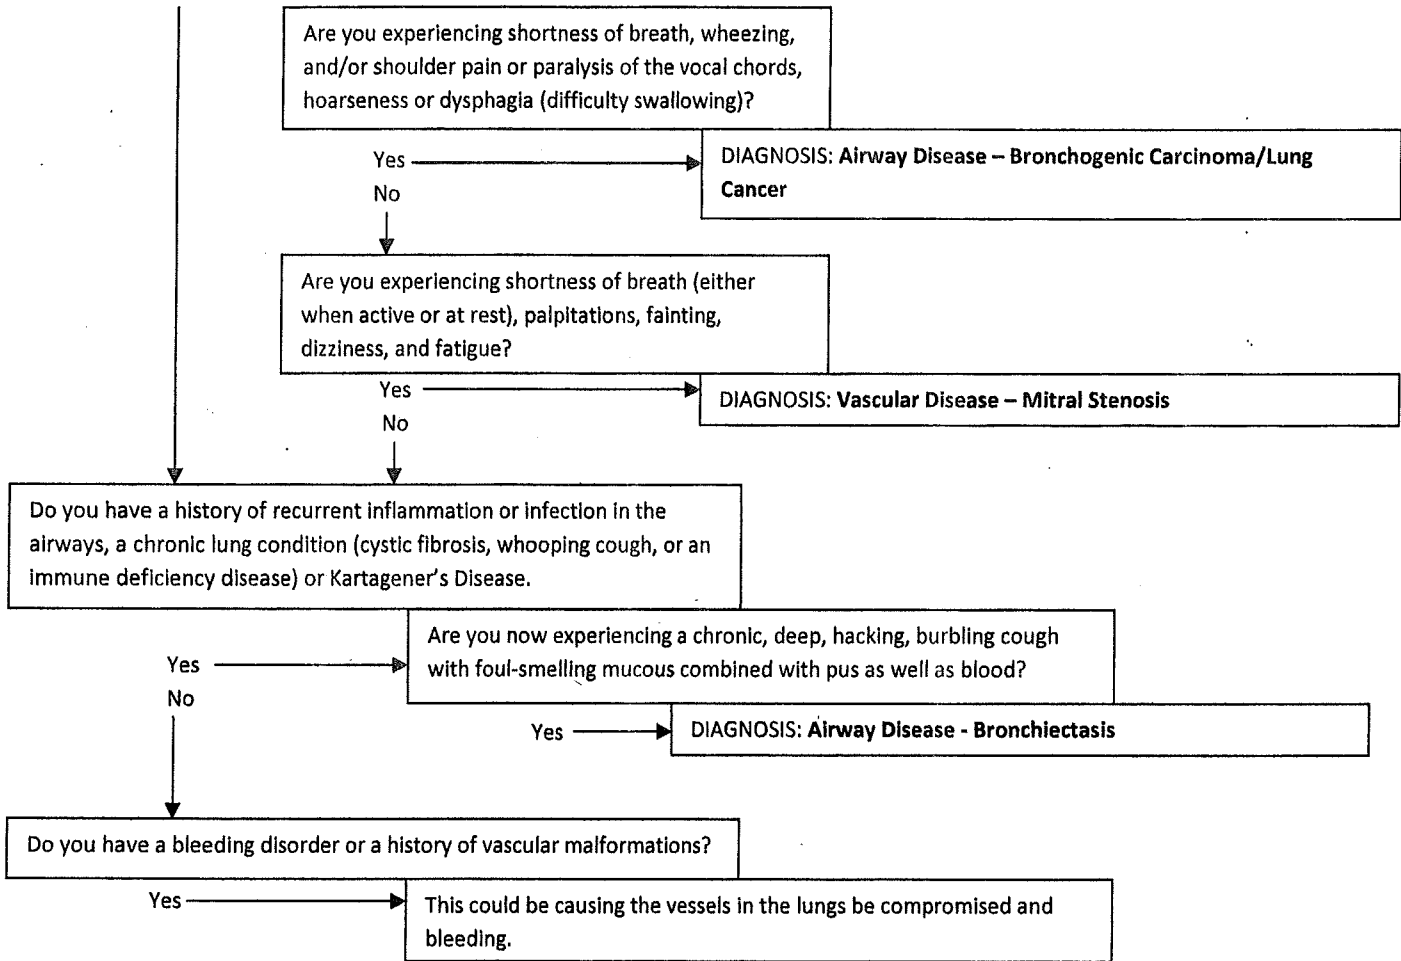 Are you experiencing shortness of breath, wheezing,
and/or shoulder pain or paralysis of the vocal chords,
hoarseness or dysphagia (difficulty swallowing)?
Yes
DIAGNOSIS: Airway Disease – Bronchogenic Carcinoma/Lung
Cancer
No
Are you experiencing shortness of breath (either
when active or at rest), palpitations, fainting,
dizziness, and fatigue?
Yes
DIAGNOSIS: Vascular Disease – Mitral Stenosis
No
Do you have a history of recurrent inflammation or infection in the
airways, a chronic lung condition (cystic fibrosis, whooping cough, or an
immune deficiency disease) or Kartagener's Disease.
Are you now experiencing a chronic, deep, hacking, burbling cough
with foul-smelling mucous combined with pus as well as blood?
Yes
No
Yes
DIAGNOSIS: Airway Disease - Bronchiectasis
Do you have a bleeding disorder or a history of vascular malformations?
Yes
This could be causing the vessels in the lungs be compromised and
bleeding.